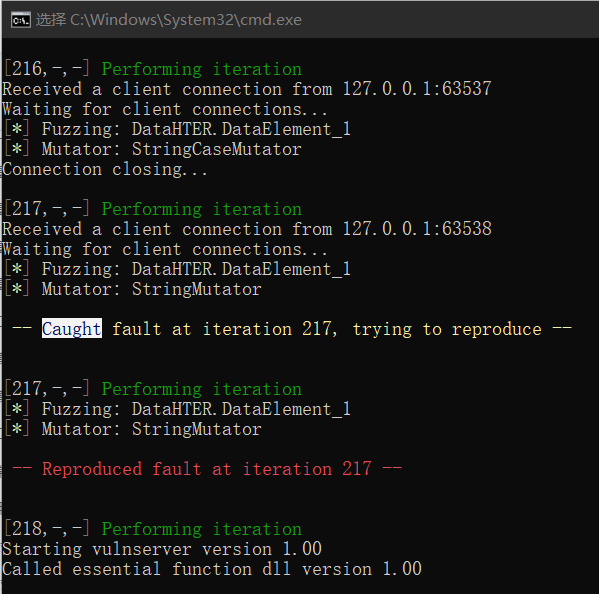 选择 C:\Windows\System32\cmd.exe
[216,-,-] Performing iteration
Received a client connection from 127.0.0.1:63537
Waiting for client connections...
[*] Fuzzing: DataHTER.DataElement_1
[*] Mutator: StringCaseMutator
Connection closing...
[217,-,-] Performing iteration
Received a client connection from 127.0.0.1:63538
Waiting for client connections...
[*] Fuzzing: DataHTER.DataElement_1
[*] Mutator: StringMutator
-- Caught fault at iteration 217, trying to reproduce --
[217,-,-] Performing iteration
[*] Fuzzing: DataHTER.DataElement_1
[*] Mutator: StringMutator
-- Reproduced fault at iteration 217 --
[218,-,-] Performing iteration
Starting vulnserver version 1.00
Called essential function dll version 1.00